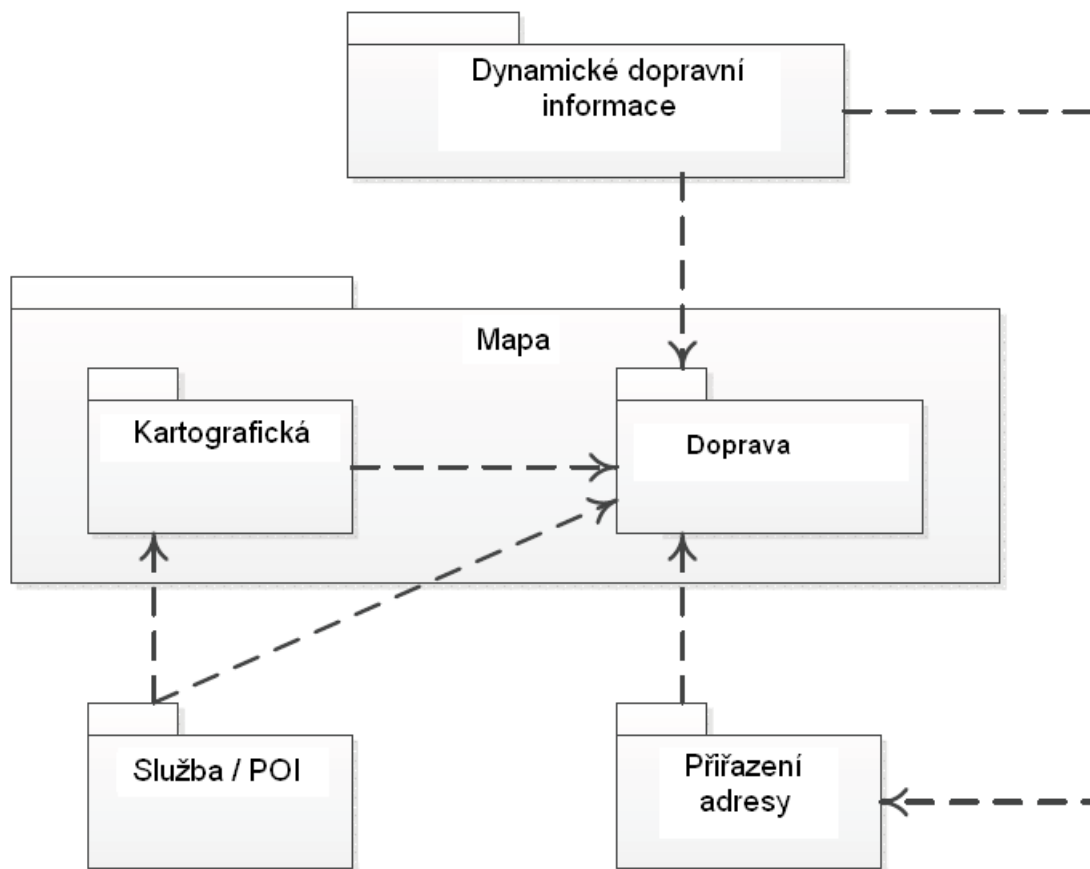 Dynamické dopravní
informace
Mapa
Kartografická
Doprava
Služba / POI
Přiřazení
adresy